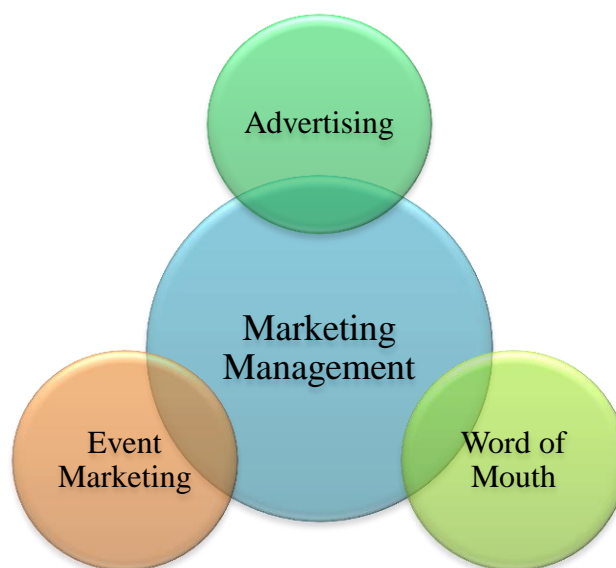 Advertising
Marketing
Management
Event
Marketing
Word of
Mouth